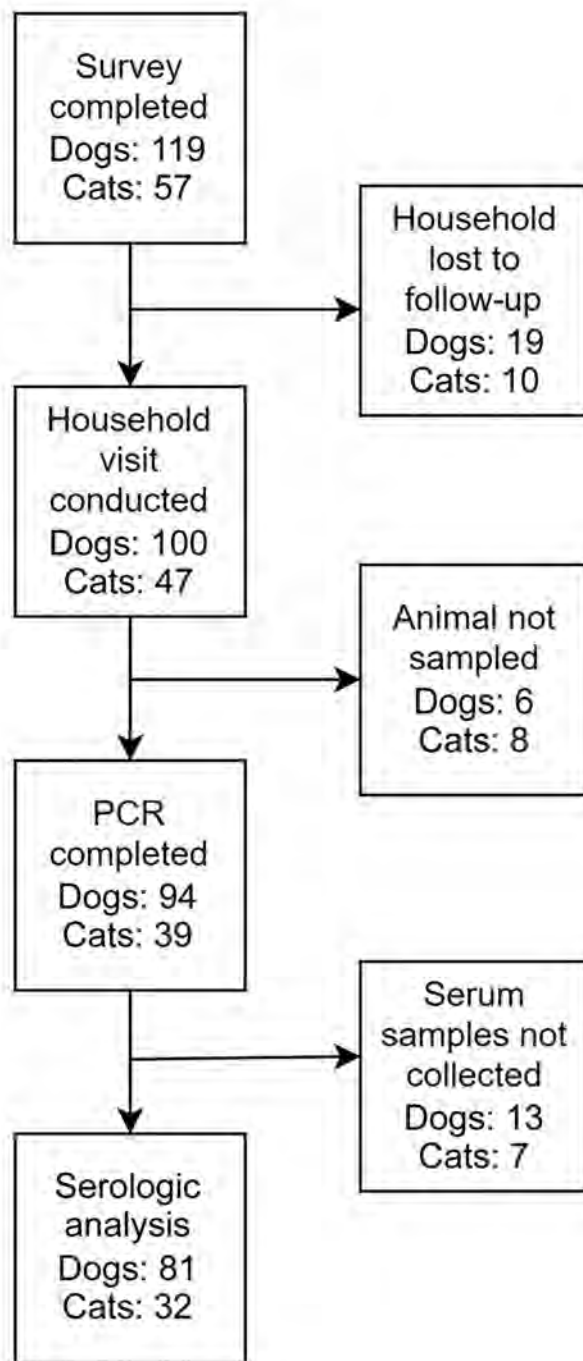 Survey
completed
Dogs: 119
Cats: 57
Household
lost to
follow-up
Dogs: 19
Cats: 10
Household
visit
conducted
Dogs: 100
Cats: 47
Animal not
sampled
Dogs: 6
Cats: 8
PCR
completed
Dogs: 94
Cats: 39
Serum
samples not
collected
Dogs: 13
Cats: 7
Serologic
analysis
Dogs: 81
Cats: 32